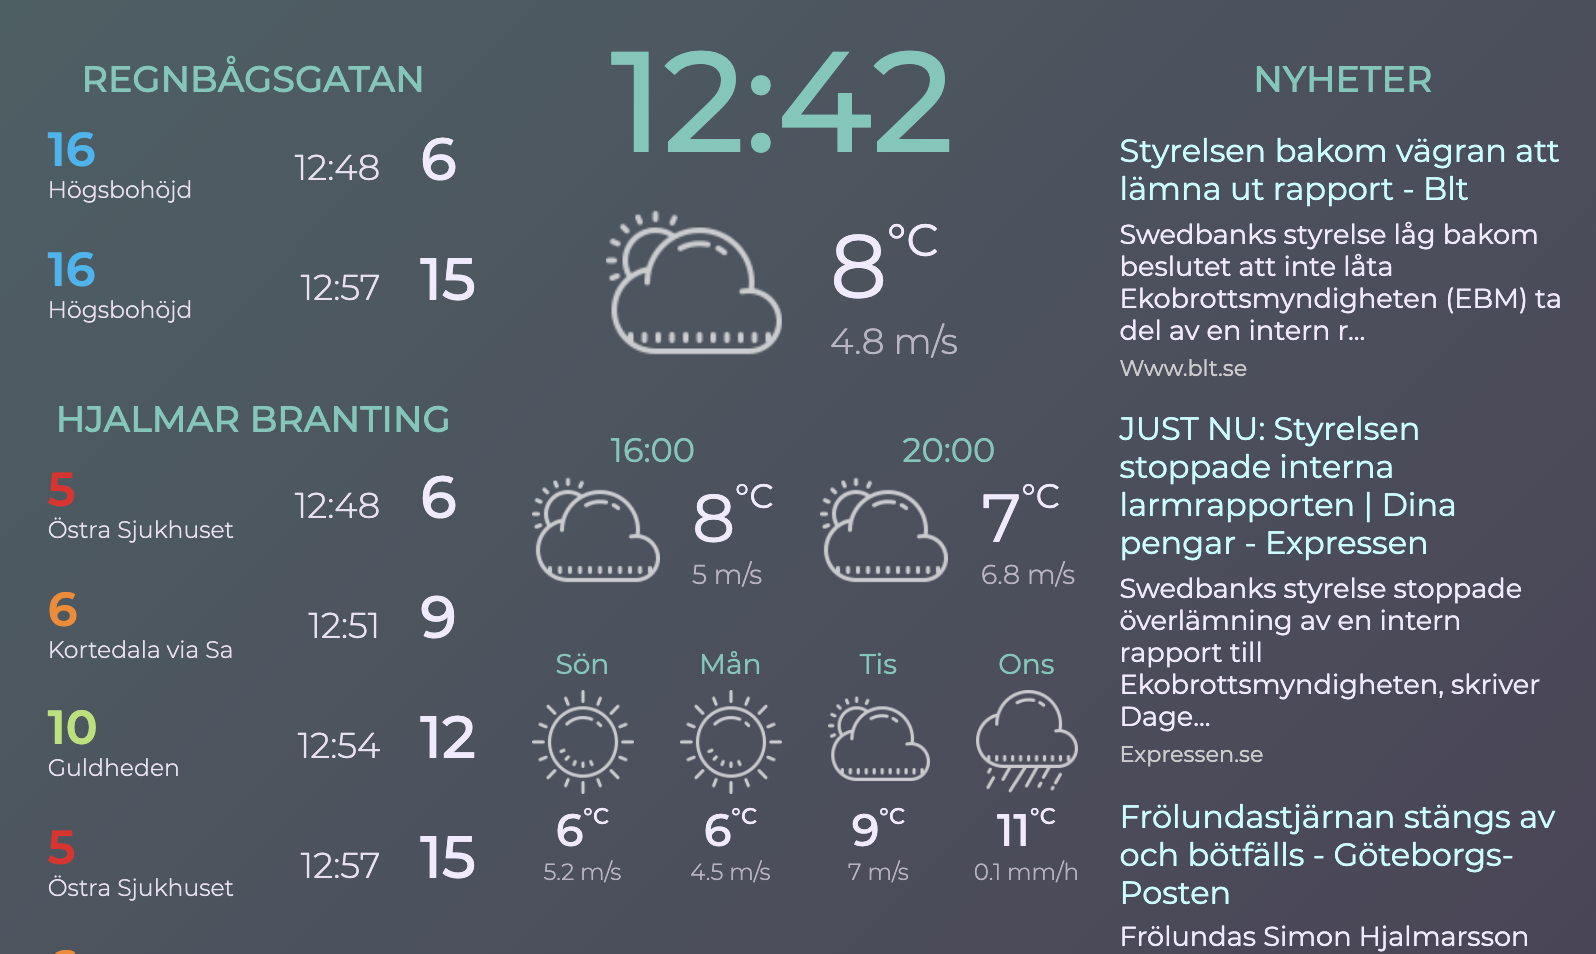 REGNBÅGSGATAN
16
Högsbohöjd
12:48
6
16
Högsbohöjd
12:57
15
HJALMAR BRANTING
5
Östra Sjukhuset
12:48
6
6
Kortedala via Sa
12:51
9
10
Guldheden
12:54
12
5
Östra Sjukhuset
12:57
15
12:42
8°C
4.8 m/s
16:00
8°C
5 m/s
20:00
7°C
6.8 m/s
Sön
6°C
5.2 m/s
Mån
6°C
4.5 m/s
Tis
9°C
7 m/s
Ons
11°C
0.1 mm/h
NYHETER
Styrelsen bakom vägran att
lämna ut rapport - Blt
Swedbanks styrelse låg bakom
beslutet att inte låta
Ekobrottsmyndigheten (EBM) ta
del av en intern r...
Www.blt.se
JUST NU: Styrelsen
stoppade interna
larmrapporten | Dina
pengar - Expressen
Swedbanks styrelse stoppade
överlämning av en intern
rapport till
Ekobrottsmyndigheten, skriver
Dage...
Expressen.se
Frölundastjärnan stängs av
och bötfälls - Göteborgs-
Posten
Frölundas Simon Hjalmarsson